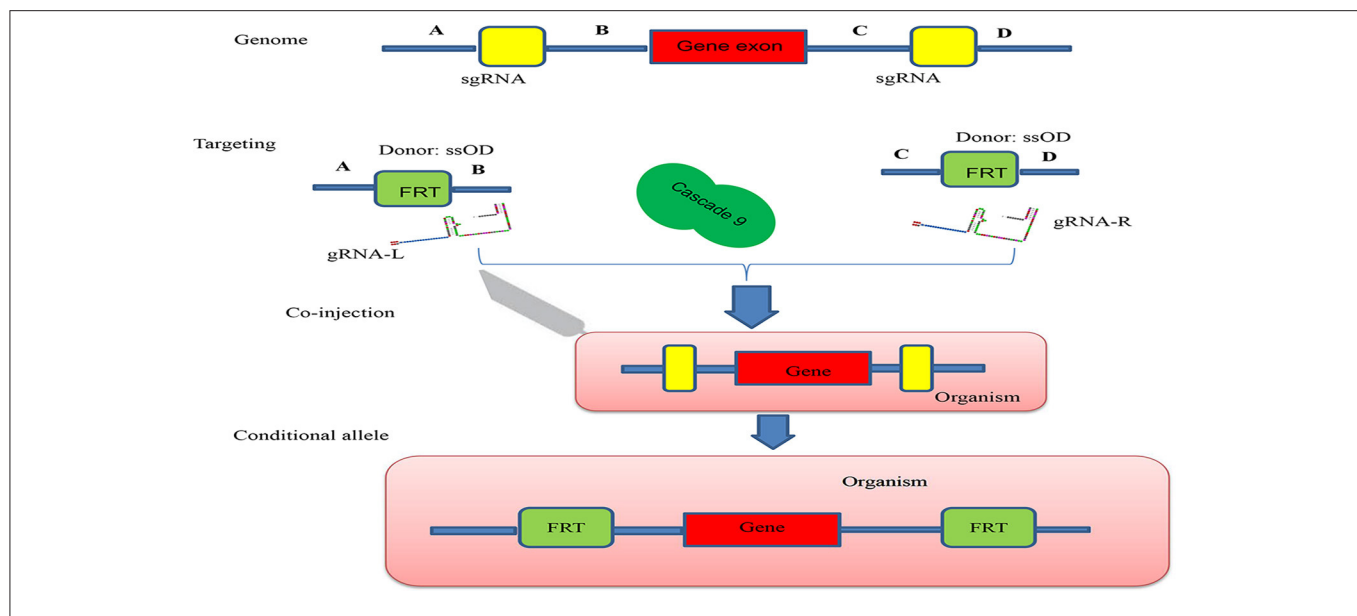 A B C D
Genome Gene exon
sgRNA sgRNA
Targeting Donor: ssOD Donor: ssOD
A B C D
FRT FRT
Cascade 9
gRNA-L gRNA-R
Co-injection
Gene
Organism
Conditional allele
Organism
FRT Gene FRT